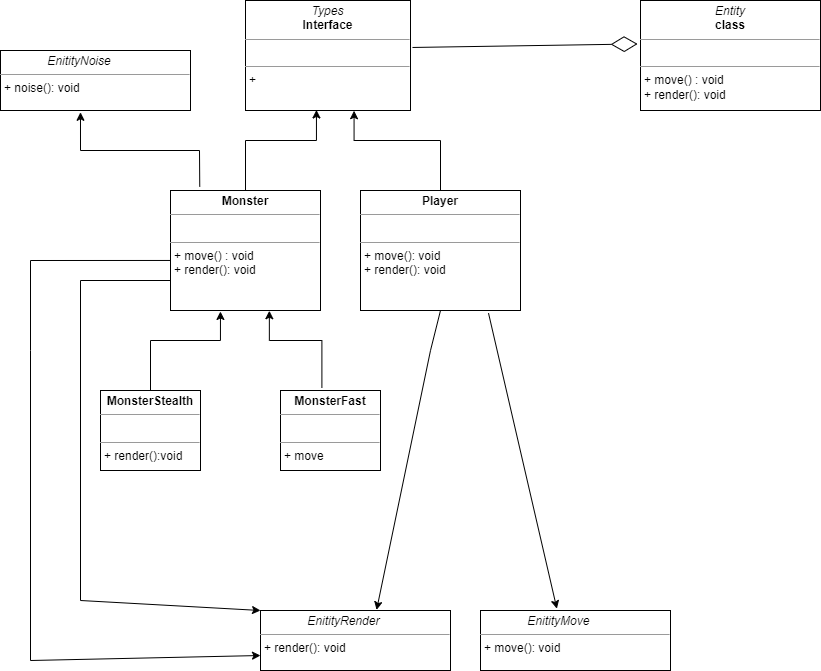 Types
Interface
+
Entity
class
+ move() : void
+ render(): void
EnitityNoise
+ noise(): void
Monster
+ move() : void
+ render(): void
Player
+ move(): void
+ render(): void
MonsterStealth
+ render():void
MonsterFast
+ move
EnitityRender
+ render(): void
EnitityMove
+ move(): void